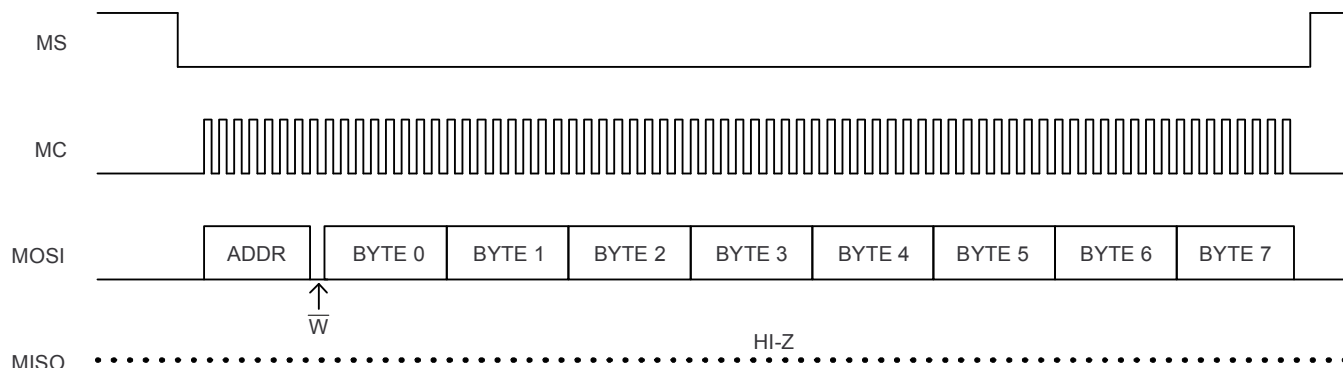 MS
MC
MOSI
ADDR BYTE 0 BYTE 1 BYTE 2 BYTE 3 BYTE 4 BYTE 5 BYTE 6 BYTE 7
W̅
HI-Z
MISO